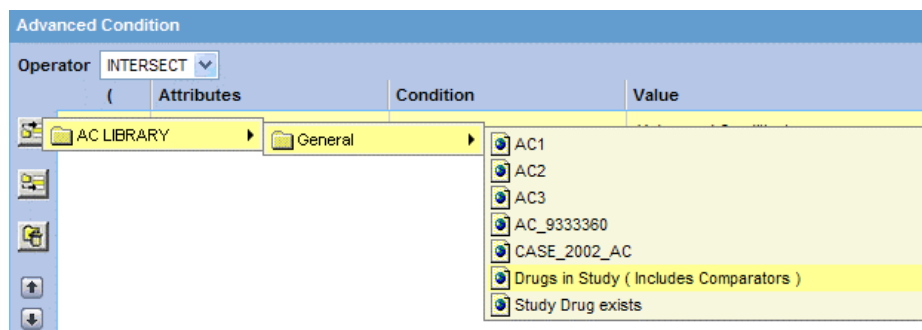 Advanced Condition
Operator INTERSECT
( Attributes Condition Value
AC LIBRARY
General
AC1
AC2
AC3
AC_9333360
CASE_2002_AC
Drugs in Study ( Includes Comparators )
Study Drug exists